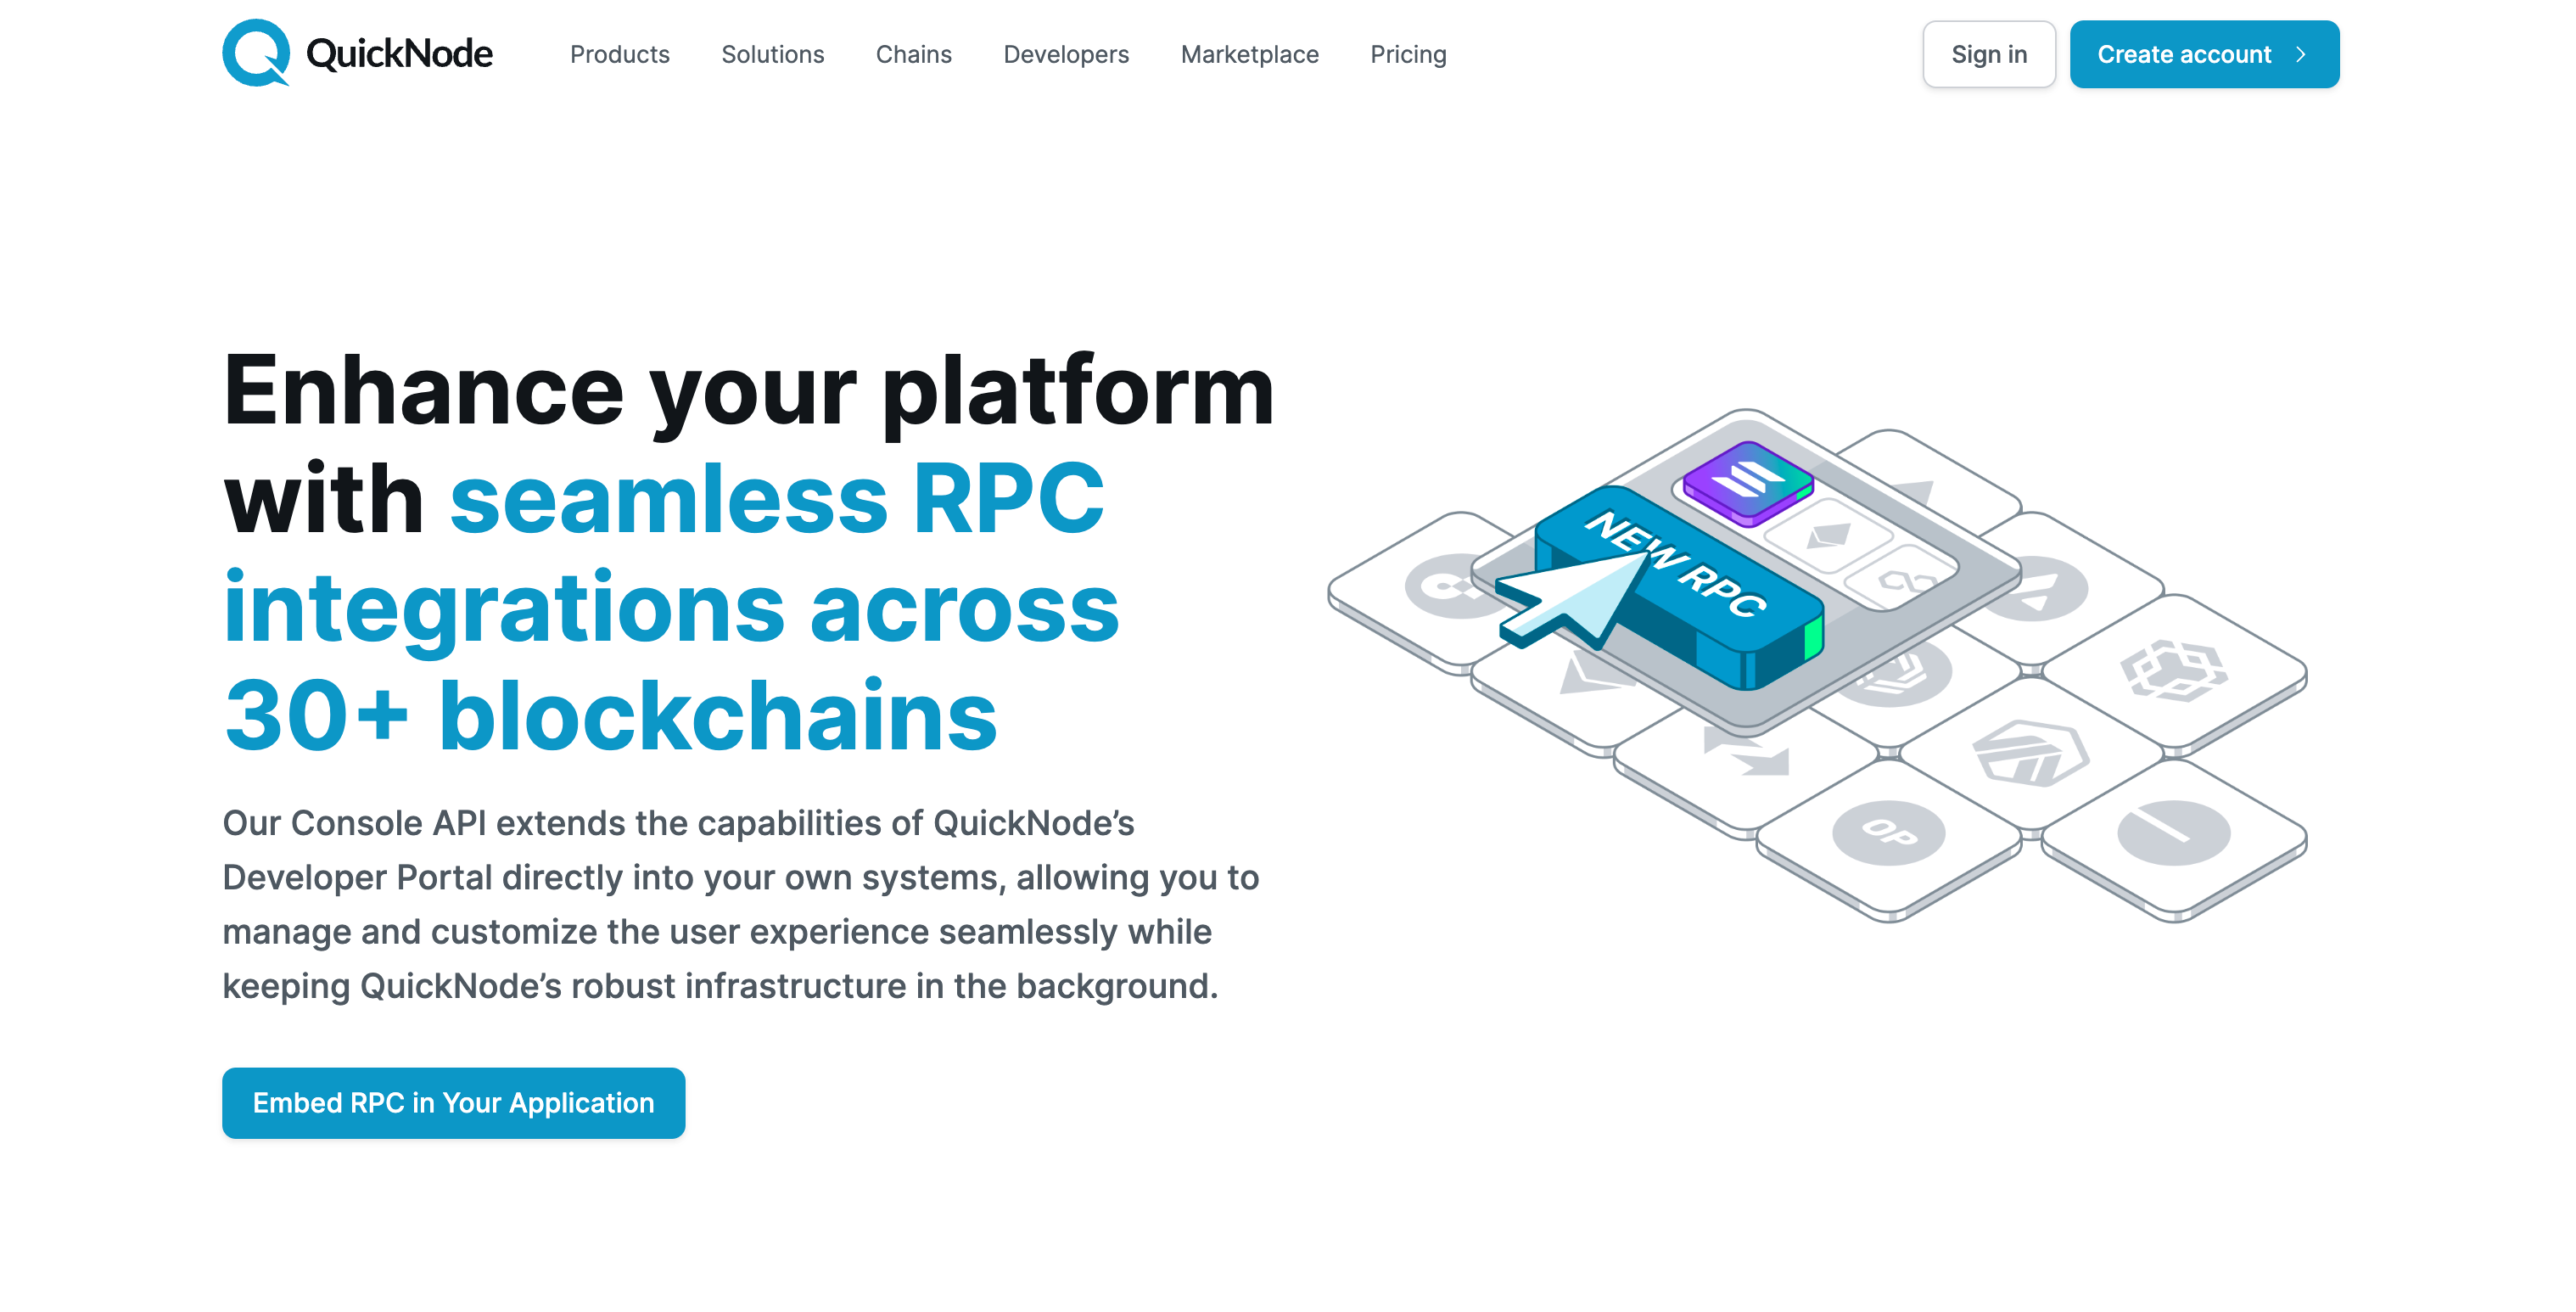 QuickNode
Products
Solutions
Chains
Developers
Marketplace
Pricing
Sign in
Create account
Enhance your platform
with seamless RPC
integrations across
30+ blockchains
Our Console API extends the capabilities of QuickNode’s
Developer Portal directly into your own systems, allowing you to
manage and customize the user experience seamlessly while
keeping QuickNode’s robust infrastructure in the background.
Embed RPC in Your Application
NEW RPC
OP